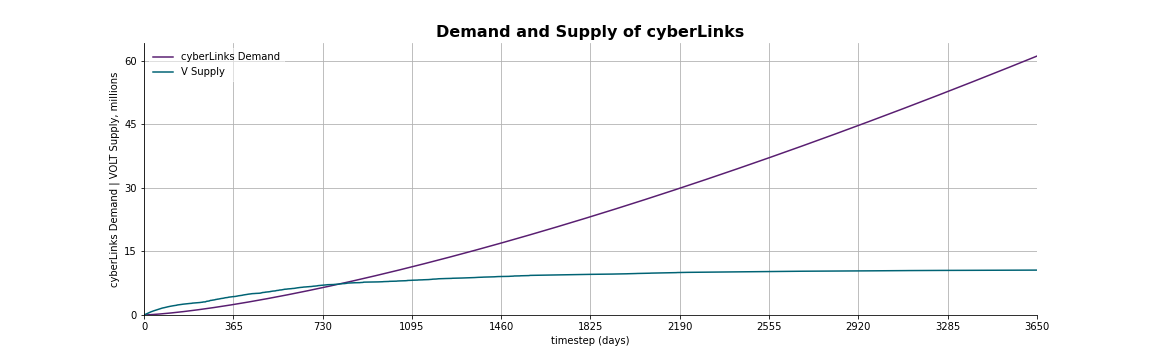 Demand and Supply of cyberLinks
cyberLinks Demand
V Supply
cyberLinks Demand | VOLT Supply, millions
60
45
30
15
0
0 365 730 1095 1460 1825 2190 2555 2920 3285 3650
timestep (days)